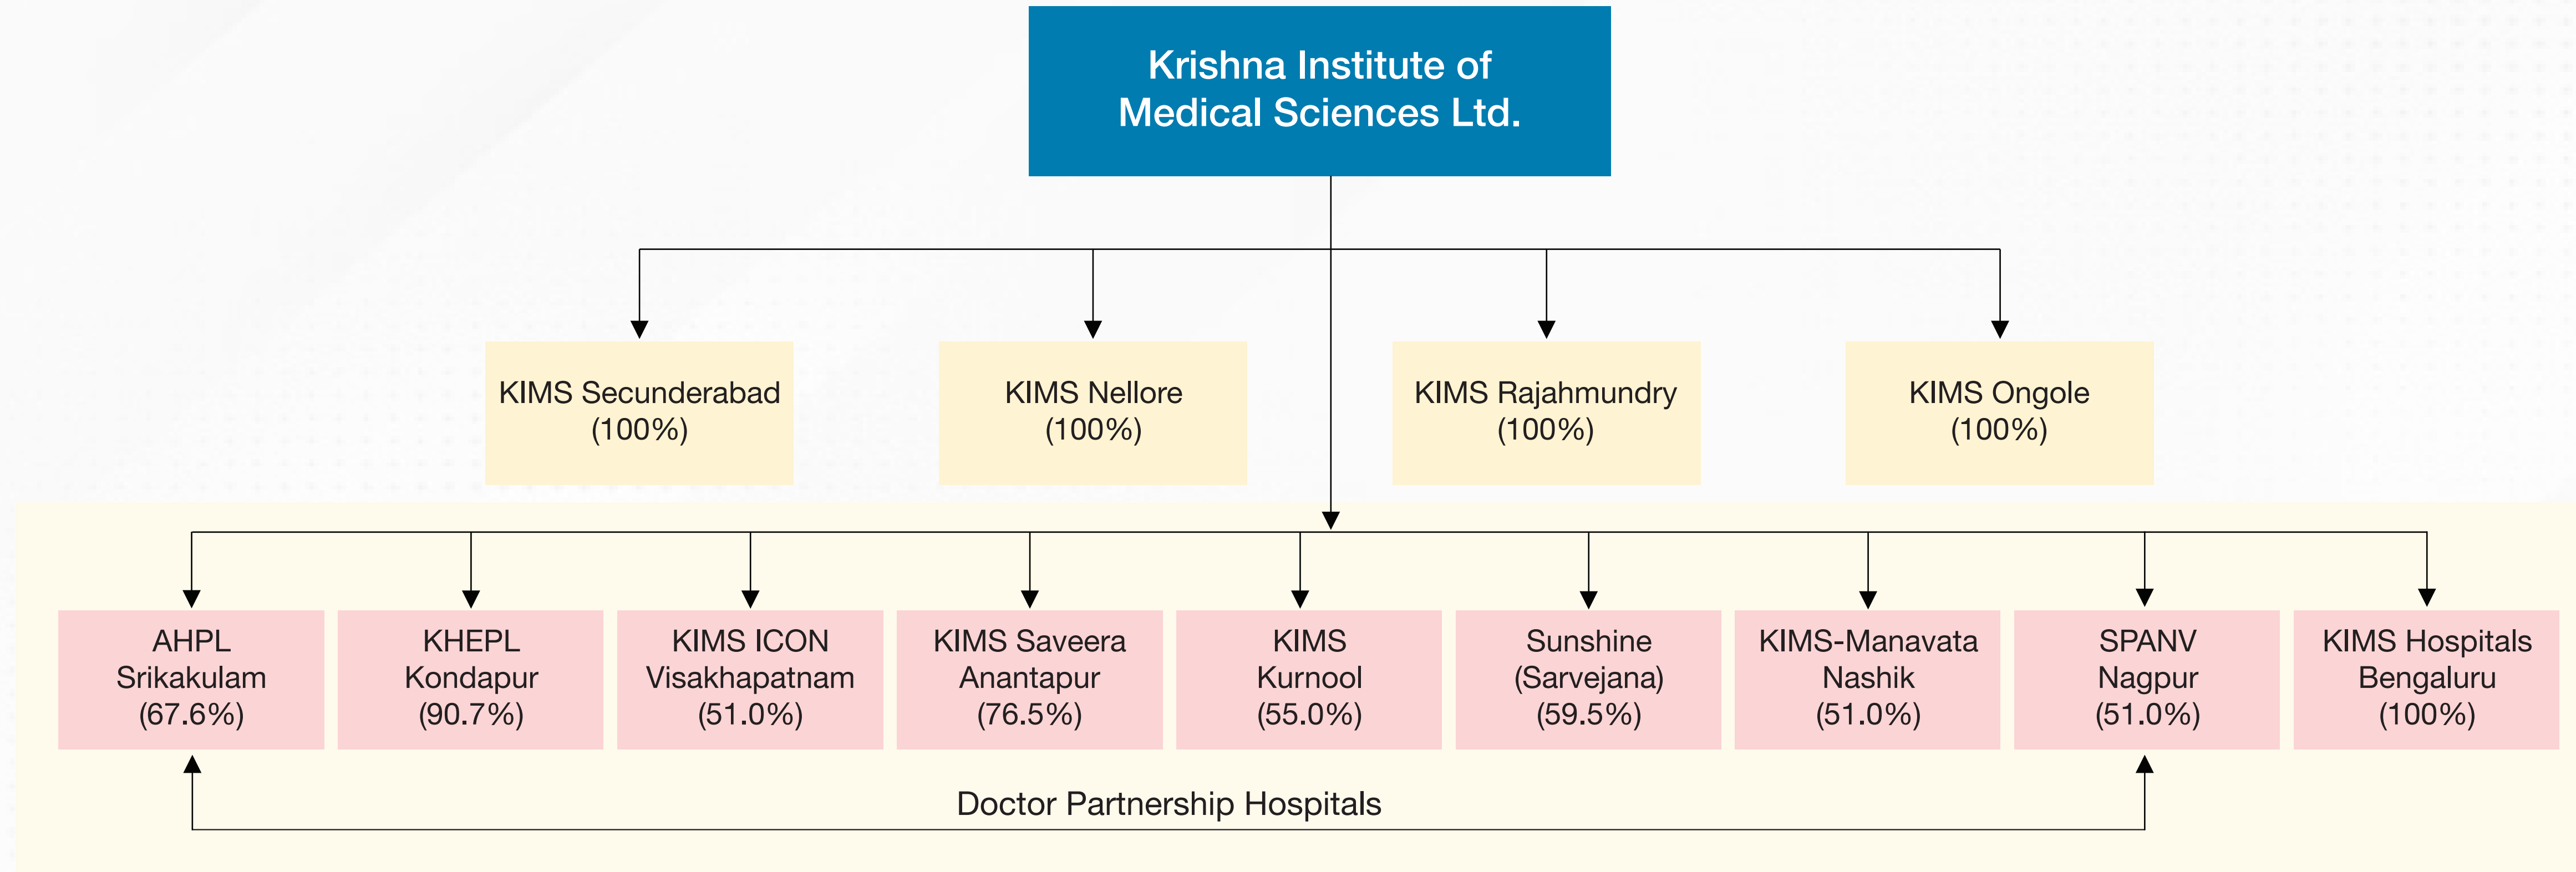 Krishna Institute of
Medical Sciences Ltd.
KIMS Secunderabad
(100%)
KIMS Nellore
(100%)
KIMS Rajahmundry
(100%)
KIMS Ongole
(100%)
AHPL
Srikakulam
(67.6%)
KHEPL
Kondapur
(90.7%)
KIMS ICON
Visakhapatnam
(51.0%)
KIMS Saveera
Anantapur
(76.5%)
KIMS
Kurnool
(55.0%)
Sunshine
(Sarvejana)
(59.5%)
KIMS-Manavata
Nashik
(51.0%)
SPANV
Nagpur
(51.0%)
KIMS Hospitals
Bengaluru
(100%)
Doctor Partnership Hospitals